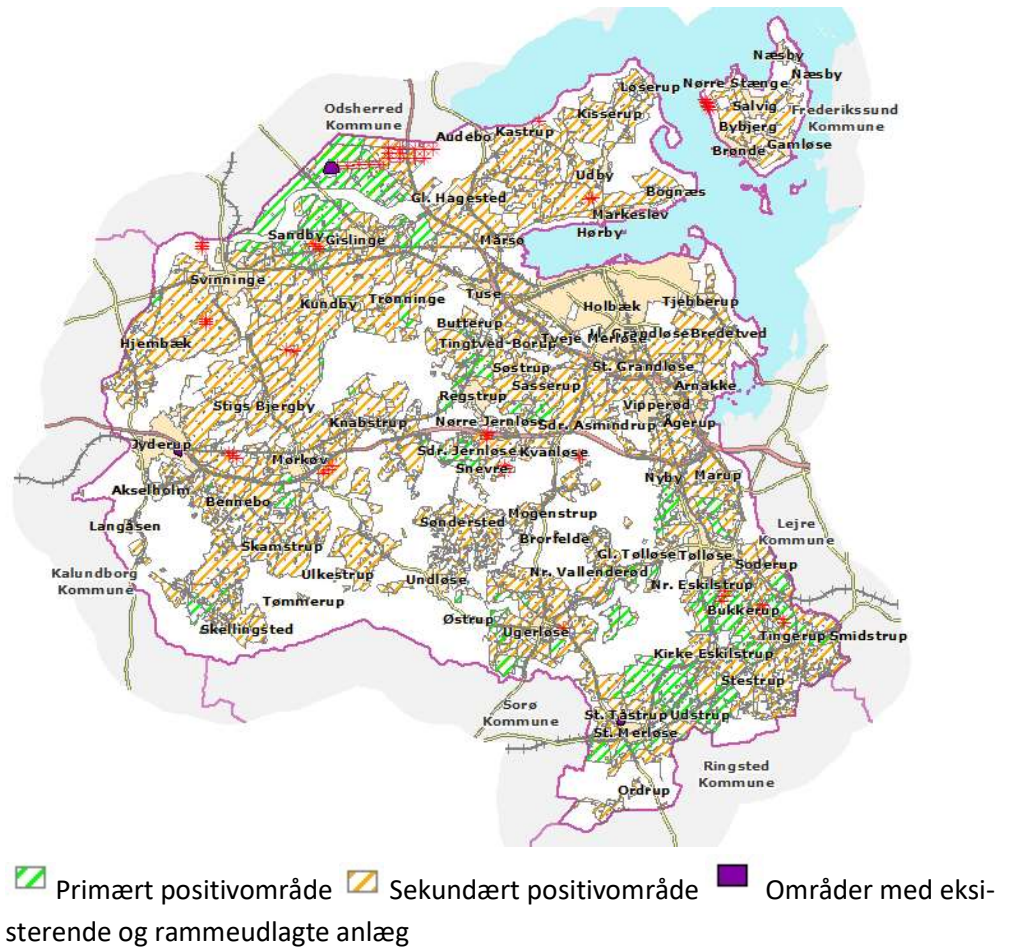 Næsby
Næsby
Nørre Stænge
Løserup
Salvig
Frederikssund
Kommune
Odsherred
Kommune
Kisserup
Bybjerg
Audebo
Kastrup
Brønde
Gamløse
Udby
Bognæs
Gl. Hagested
Markeslev
Hørby
Sandby
Gislinge
Mårsø
Svinninge
Kundby
Trønninge
Tuse
Holbæk
Tjebberup
Butterup
Hjembæk
Tingtved-Borup
Tveje Merløse
Ll. Grandløse
Bredetved
Søstrup
St. Grandløse
Sasserup
Arnakke
Regstrup
Stigs Bjergby
Vipperød
Knabstrup
Nørre Jernløse
Sdr. Asmindrup
Ågerup
Jyderup
Sdr. Jernløse
Kvanløse
Mørkøv
Snevre
Nyby
Marup
Akselholm
Bennebo
Langåsen
Søndersted
Mogenstrup
Lejre
Kommune
Brorfelde
Skamstrup
Gl. Tølløse
Tølløse
Soderup
Kalundborg
Kommune
Ulkestrup
Undløse
Nr. Vallenderød
Nr. Eskilstrup
Tømmerup
Bukkerup
Østrup
Skellingsted
Ugerløse
Tingerup
Smidstrup
Kirke Eskilstrup
Stestrup
Sorø
Kommune
St. Tåstrup
Udstrup
St. Merløse
Ringsted
Kommune
Ordrup
Primært positivområde Sekundært positivområde Områder med eksi-
sterende og rammeudlagte anlæg